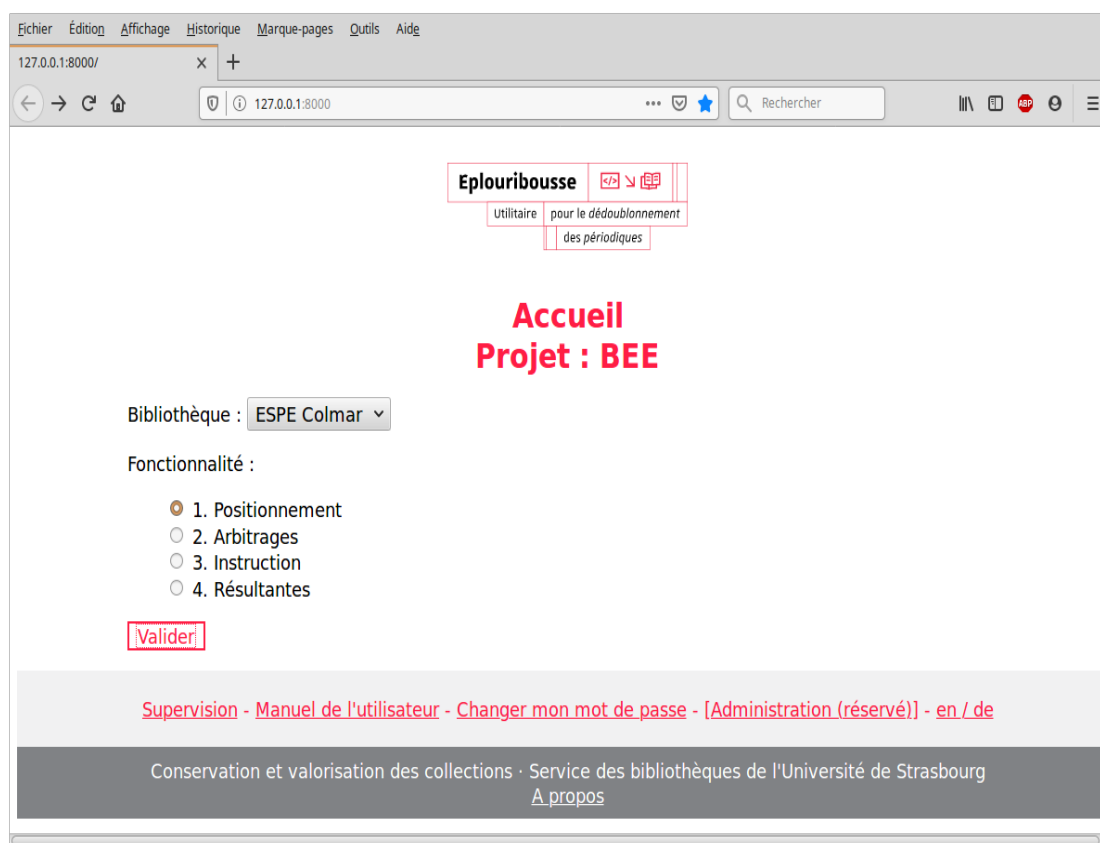 Fichier Édition Affichage Historique Marque-pages Outils Aide
127.0.0.1:8000/
127.0.0.1:8000 Rechercher ABP
Eplouribousse </>
Utilitaire pour le dédoublonnement
des périodiques
Accueil
Projet : BEE
Bibliothèque : ESPE Colmar
Fonctionnalité :
1. Positionnement
2. Arbitrages
3. Instruction
4. Résultantes
Valider
Supervision - Manuel de l'utilisateur - Changer mon mot de passe - [Administration (réservé)] - en / de
Conservation et valorisation des collections · Service des bibliothèques de l'Université de Strasbourg
A propos